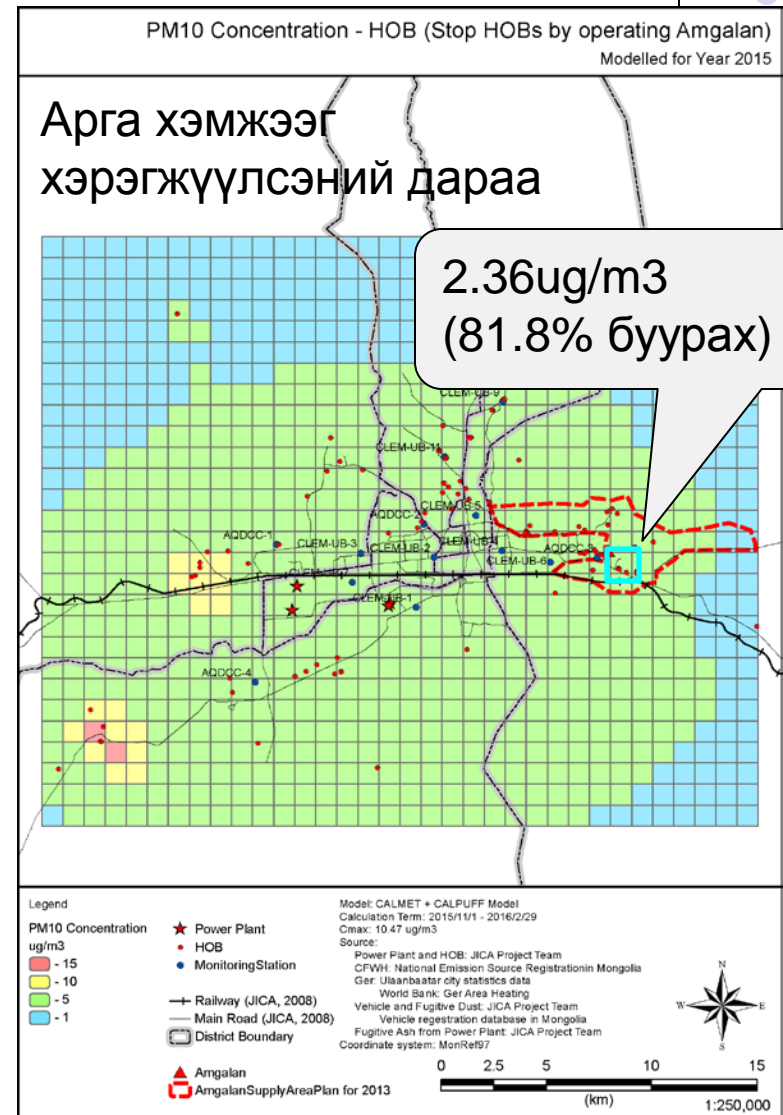 PM10 Concentration - HOB (Stop HOBs by operating Amgalan)
Modelled for Year 2015
Арга хэмжээг
хэрэгжүүлсэний дараа
2.36ug/m3
(81.8% буурах)
CLEM-UB-9
CLEM-UB-11
CLEM-UB-5
AQDCC-2
AQDCC-1
CLEM-UB-3
CLEM-UB-2
CLEM-UB-4
CLEM-UB-6
CLEM-UB-1
AQDCC-4
Legend
PM10 Concentration
ug/m3
- 15
- 10
- 5
- 1
Power Plant
HOB
MonitoringStation
Railway (JICA, 2008)
Main Road (JICA, 2008)
District Boundary
Amgalan
AmgalanSupplyAreaPlan for 2013
Model: CALMET + CALPUFF Model
Calculation Term: 2015/11/1 - 2016/2/29
Cmax: 10.47 ug/m3
Source:
Power Plant and HOB: JICA Project Team
CFWH: National Emission Source Registrationin Mongolia
Ger: Ulaanbaatar city statistics data
World Bank: Ger Area Heating
Vehicle and Fugitive Dust: JICA Project Team
Vehicle regestration database in Mongolia
Fugitive Ash from Power Plant: JICA Project Team
Coordinate system: MonRef97
N
W E
S
0 2.5 5 10 15
(km)
1:250,000